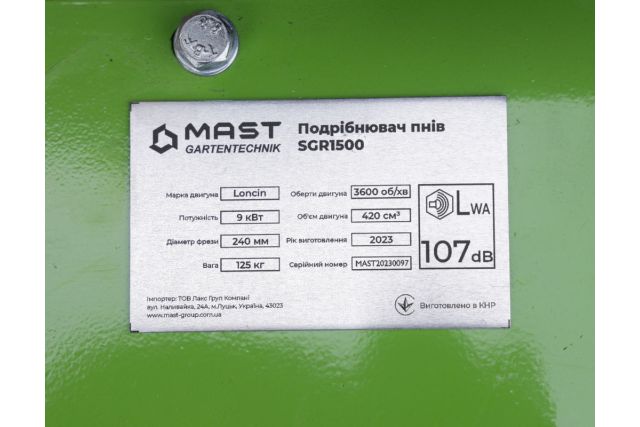 MAST
GARTENTECHNIK
Подрібнювач пнів
SGR1500
Марка двигуна Loncin
Оберти двигуна 3600 об/хв
Потужність 9 кВт
Об'єм двигуна 420 см³
Діаметр фрези 240 мм
Рік виготовлення 2023
Вага 125 кг
Серійний номер MAST20230097
LWA
107dB
Імпортер: ТОВ Лакс Груп Компані
вул. Наливайка, 24А, м.Луцьк, Україна, 43023
www.mast-group.com.ua
Виготовлено в КНР
8.8